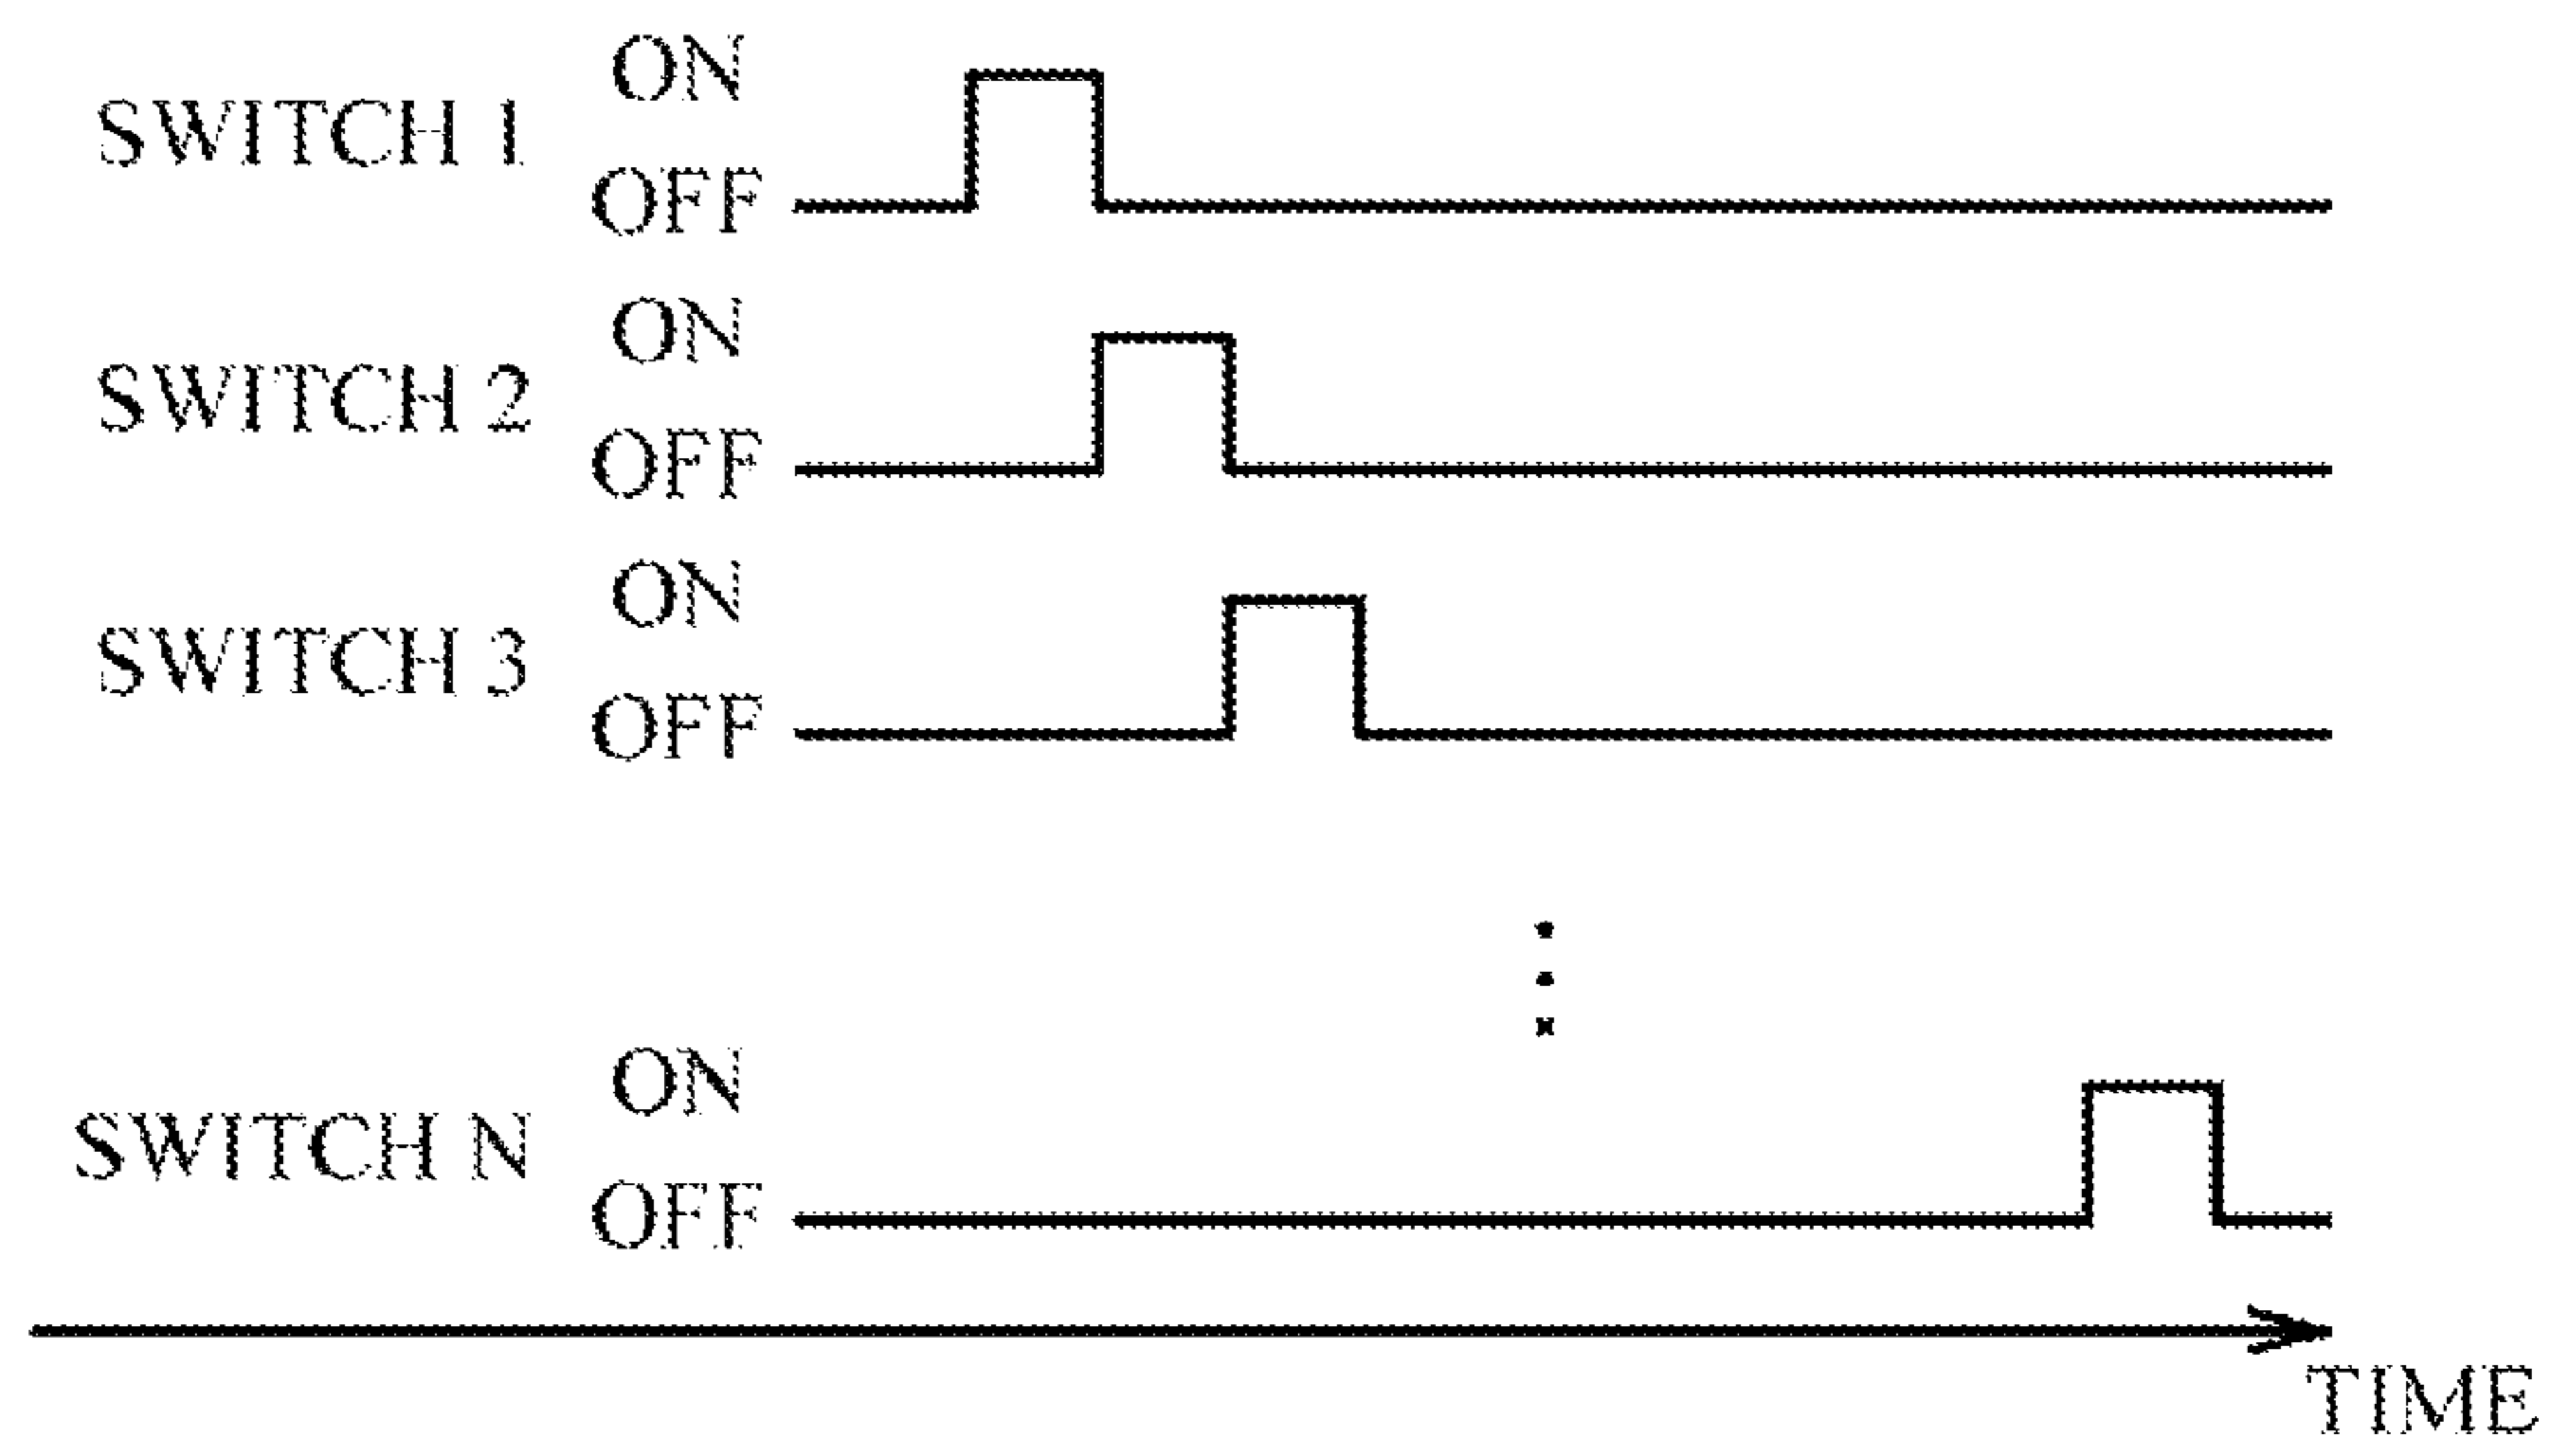 ON
SWITCH 1
OFF
ON
SWITCH 2
OFF
ON
SWITCH 3
OFF
ON
SWITCH N
OFF
TIME